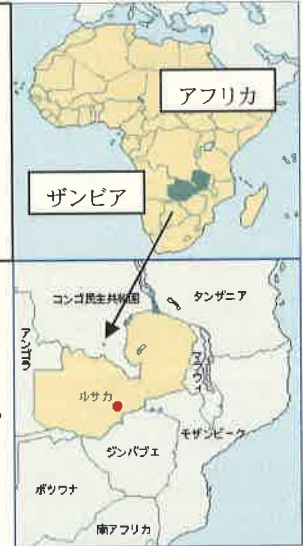 アフリカ
ザンビア
コンゴ民主共和国
タンザニア
アンゴラ
マラウィ
ルサカ
モザンビーク
ジンバブエ
ボツワナ
南アフリカ